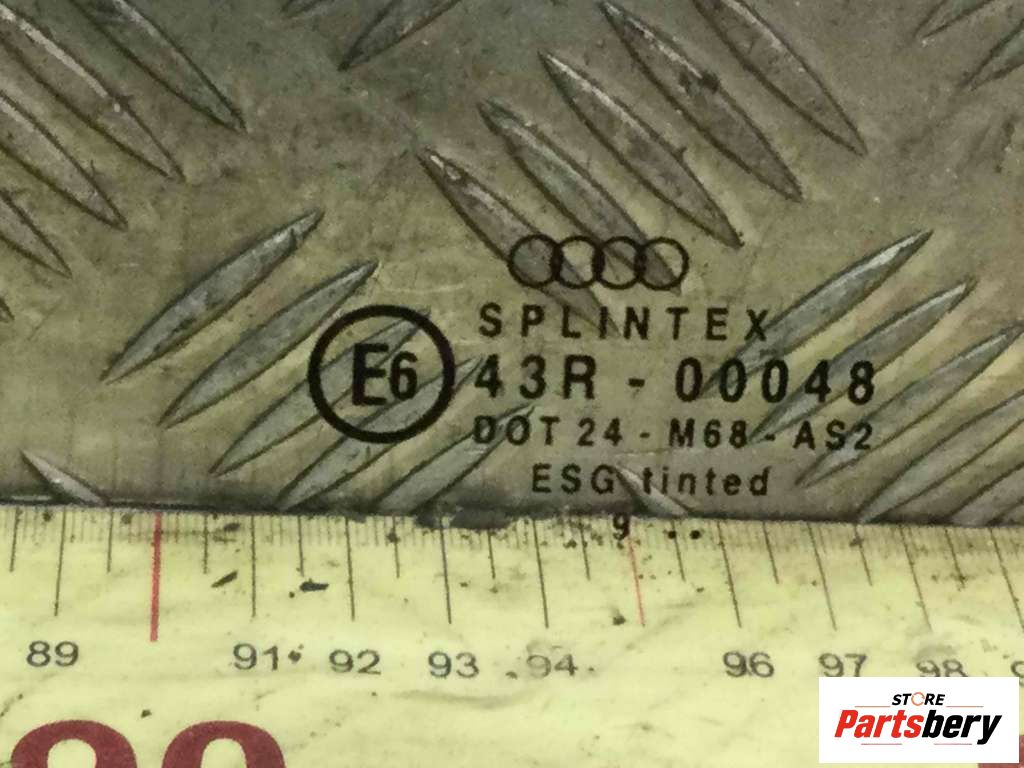 SPLINTEX
E6
43R - 00048
DOT 24 - M68 - AS2
ESG tinted
9 ..
89 91 92 93 94 96 97 98
STORE
Partsbery